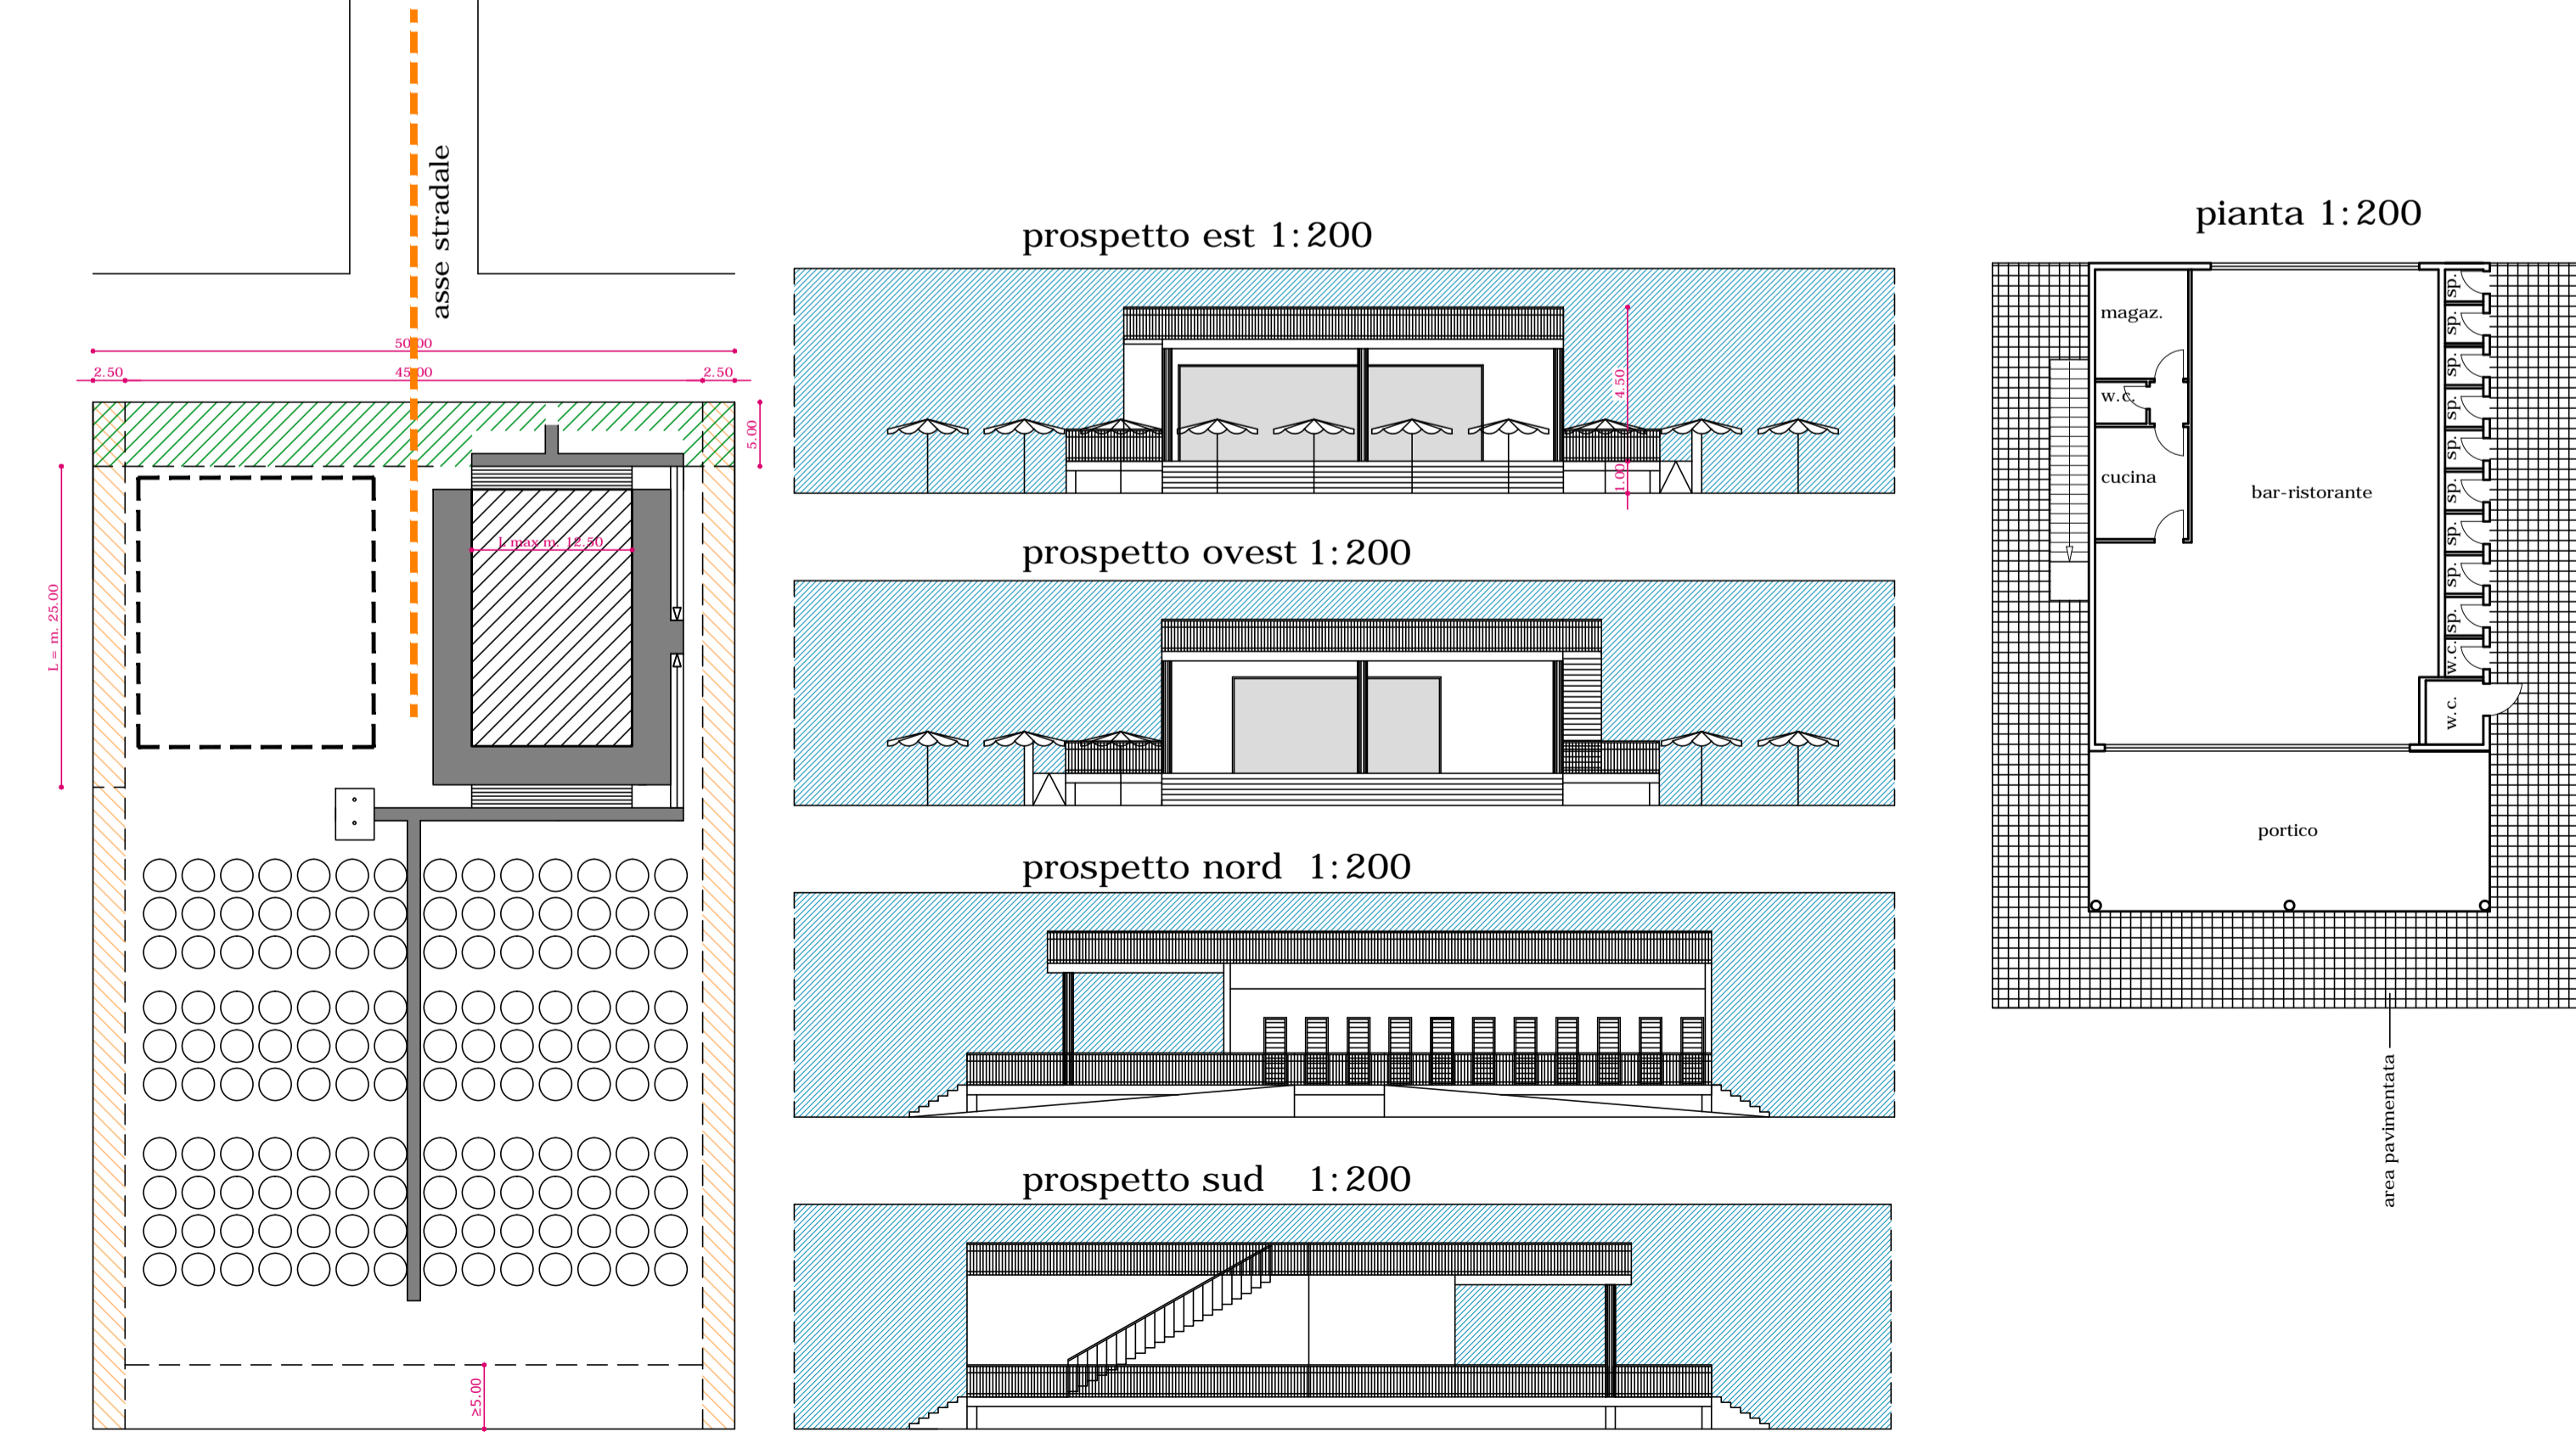 asse stradale
50.00
2.50
45.00
2.50
5.00
L max m. 12.50
L = m. 25.00
≥5.00
prospetto est 1:200
4.50
1.00
prospetto ovest 1:200
prospetto nord 1:200
prospetto sud 1:200
pianta 1:200
magaz.
w.c.
cucina
bar-ristorante
sp.
sp.
sp.
sp.
sp.
sp.
sp.
sp.
sp.
w.c.
w.c.
portico
area pavimentata